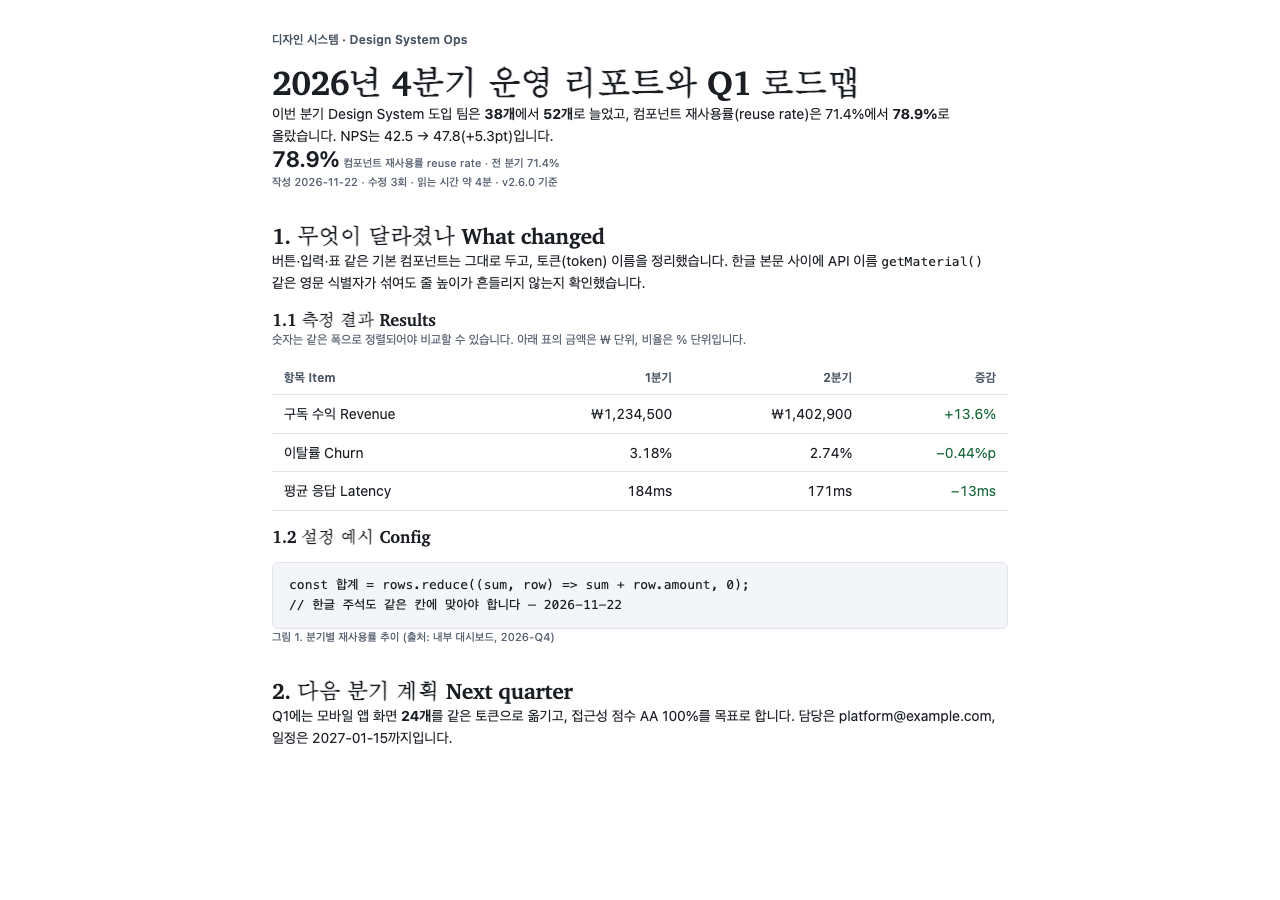 디자인 시스템 · Design System Ops
2026년 4분기 운영 리포트와 Q1 로드맵
이번 분기 Design System 도입 팀은 38개에서 52개로 늘었고, 컴포넌트 재사용률(reuse rate)은 71.4%에서 78.9%로
올랐습니다. NPS는 42.5 → 47.8(+5.3pt)입니다.
78.9% 컴포넌트 재사용률 reuse rate · 전 분기 71.4%
작성 2026-11-22 · 수정 3회 · 읽는 시간 약 4분 · v2.6.0 기준
1. 무엇이 달라졌나 What changed
버튼·입력·표 같은 기본 컴포넌트는 그대로 두고, 토큰(token) 이름을 정리했습니다. 한글 본문 사이에 API 이름 getMaterial()
같은 영문 식별자가 섞여도 줄 높이가 흔들리지 않는지 확인했습니다.
1.1 측정 결과 Results
숫자는 같은 폭으로 정렬되어야 비교할 수 있습니다. 아래 표의 금액은 ₩ 단위, 비율은 % 단위입니다.
항목 Item 1분기 2분기 증감
구독 수익 Revenue ₩1,234,500 ₩1,402,900 +13.6%
이탈률 Churn 3.18% 2.74% −0.44%p
평균 응답 Latency 184ms 171ms −13ms
1.2 설정 예시 Config
const 합계 = rows.reduce((sum, row) => sum + row.amount, 0);
// 한글 주석도 같은 칸에 맞아야 합니다 — 2026-11-22
그림 1. 분기별 재사용률 추이 (출처: 내부 대시보드, 2026-Q4)
2. 다음 분기 계획 Next quarter
Q1에는 모바일 앱 화면 24개를 같은 토큰으로 옮기고, 접근성 점수 AA 100%를 목표로 합니다. 담당은 platform@example.com,
일정은 2027-01-15까지입니다.